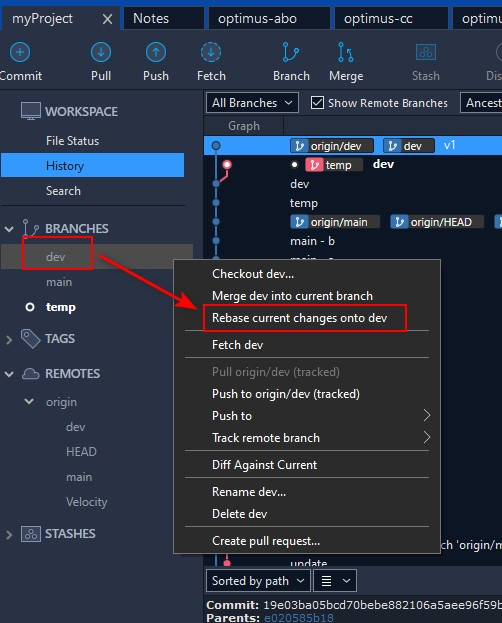 myProject
Notes
optimus-abo
optimus-cc
Commit
Pull
Push
Fetch
Branch
Merge
Stash
All Branches
Show Remote Branches
Graph
WORKSPACE
File Status
History
Search
BRANCHES
dev
main
temp
TAGS
REMOTES
origin
dev
HEAD
main
Velocity
STASHES
origin/dev dev v1
temp dev
dev
temp
origin/main origin/HEAD
main - b
Checkout dev...
Merge dev into current branch
Rebase current changes onto dev
Fetch dev
Pull origin/dev (tracked)
Push to origin/dev (tracked)
Push to
Track remote branch
Diff Against Current
Rename dev...
Delete dev
Create pull request...
update
Sorted by path
Commit: 19e03ba05bcd70bebe882106a5aee96f59b
Parents: e020585b18